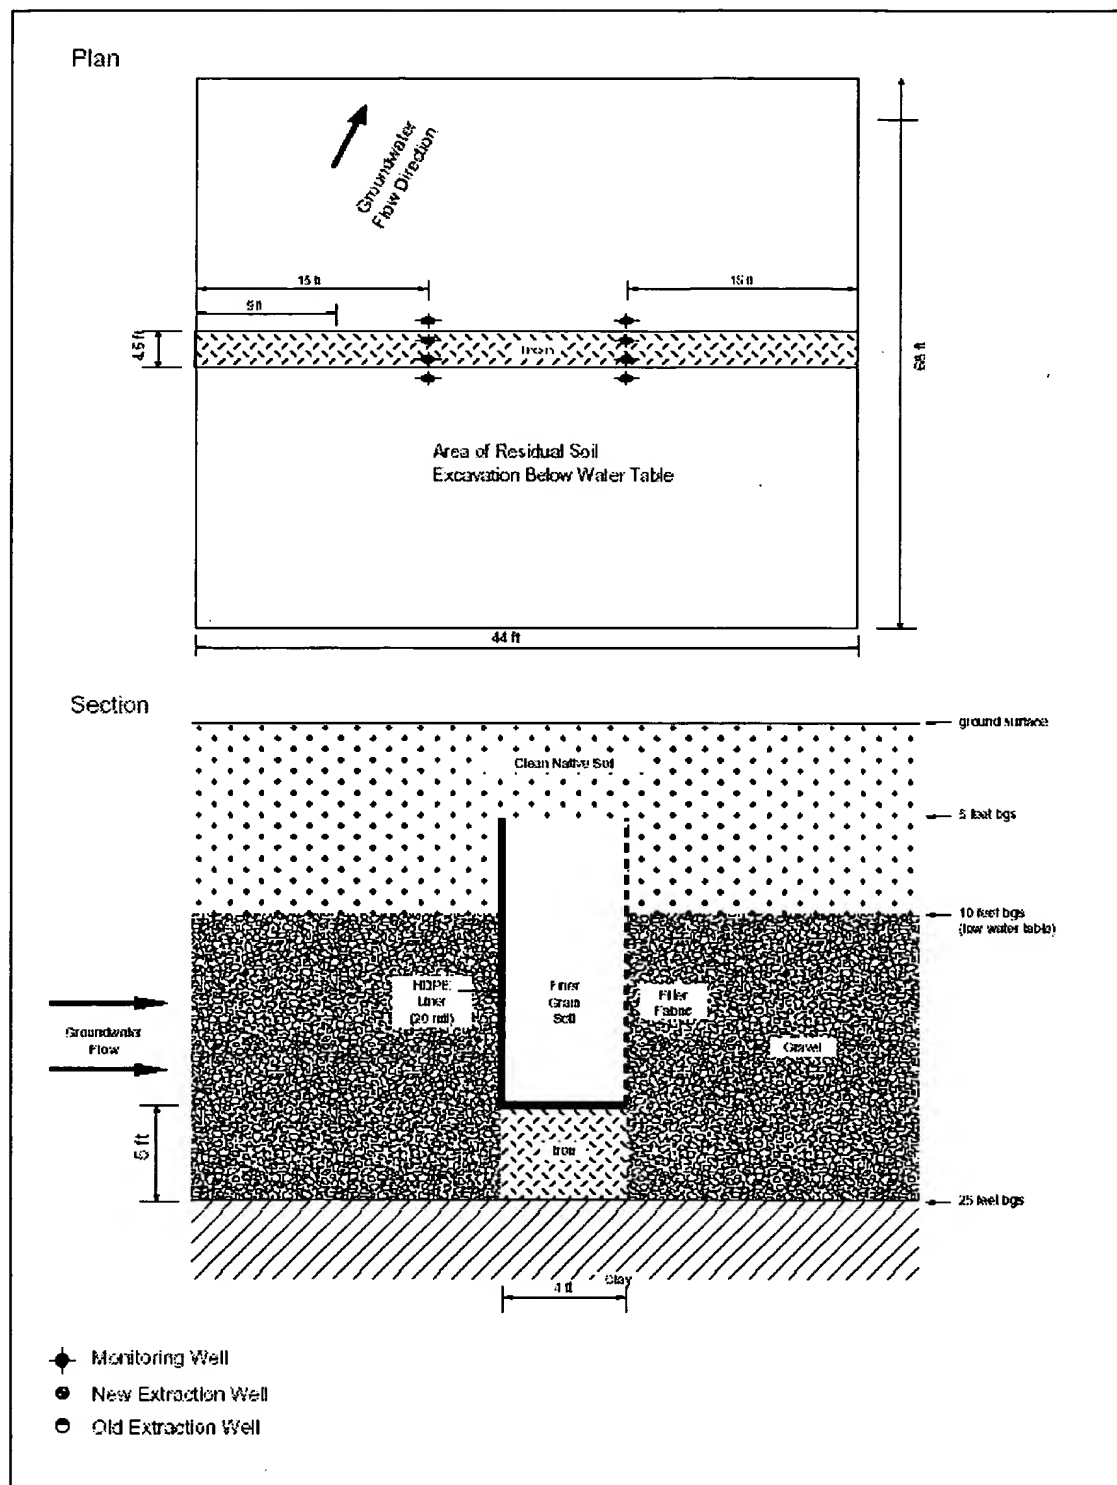 Plan
Groundwater
Flow Direction
15 ft
15 ft
9 ft
4.5 ft
Iron
68 ft
Area of Residual Soil
Excavation Below Water Table
44 ft
Section
ground surface
Clean Native Soil
5 feet bgs
10 feet bgs
(low water table)
HDPE
Liner
(20 mil)
Finer
Grain
Soil
Filter
Fabric
Gravel
Groundwater
Flow
5 ft
Iron
25 feet bgs
Clay
4 ft
Monitoring Well
New Extraction Well
Old Extraction Well